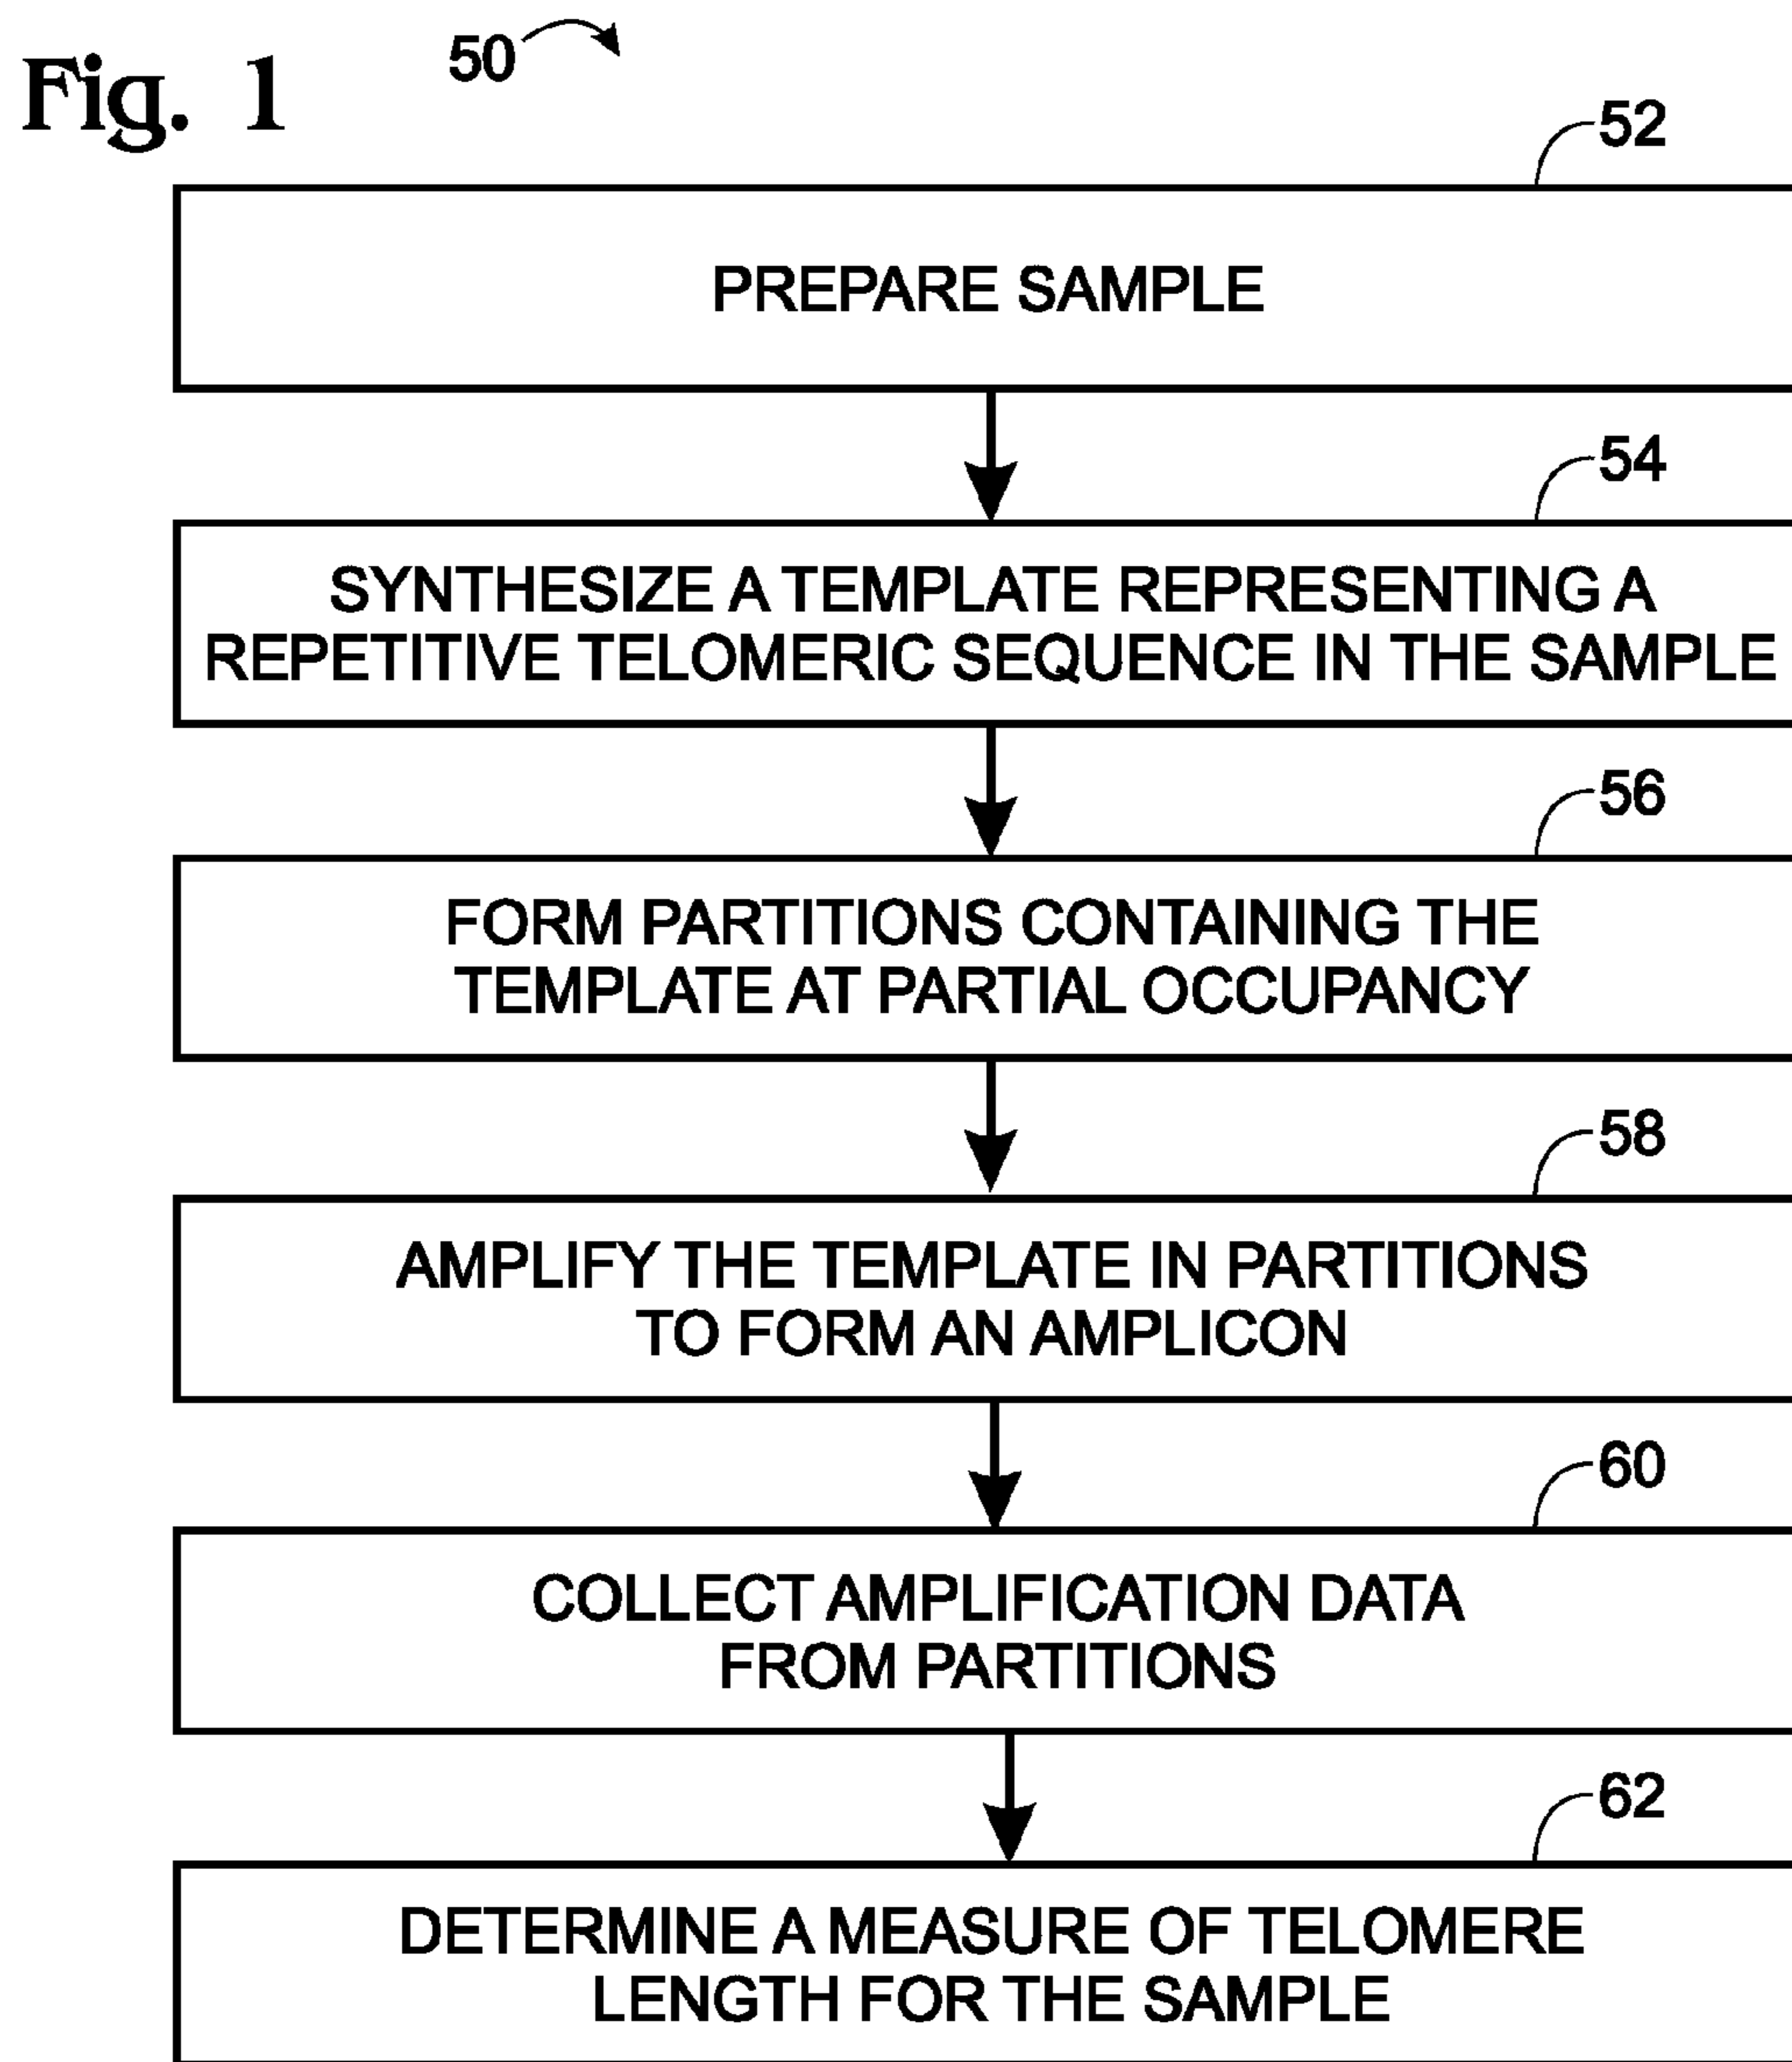 Fig. 1
50
52
PREPARE SAMPLE
54
SYNTHESIZE A TEMPLATE REPRESENTING A
REPETITIVE TELOMERIC SEQUENCE IN THE SAMPLE
56
FORM PARTITIONS CONTAINING THE
TEMPLATE AT PARTIAL OCCUPANCY
58
AMPLIFY THE TEMPLATE IN PARTITIONS
TO FORM AN AMPLICON
60
COLLECT AMPLIFICATION DATA
FROM PARTITIONS
62
DETERMINE A MEASURE OF TELOMERE
LENGTH FOR THE SAMPLE